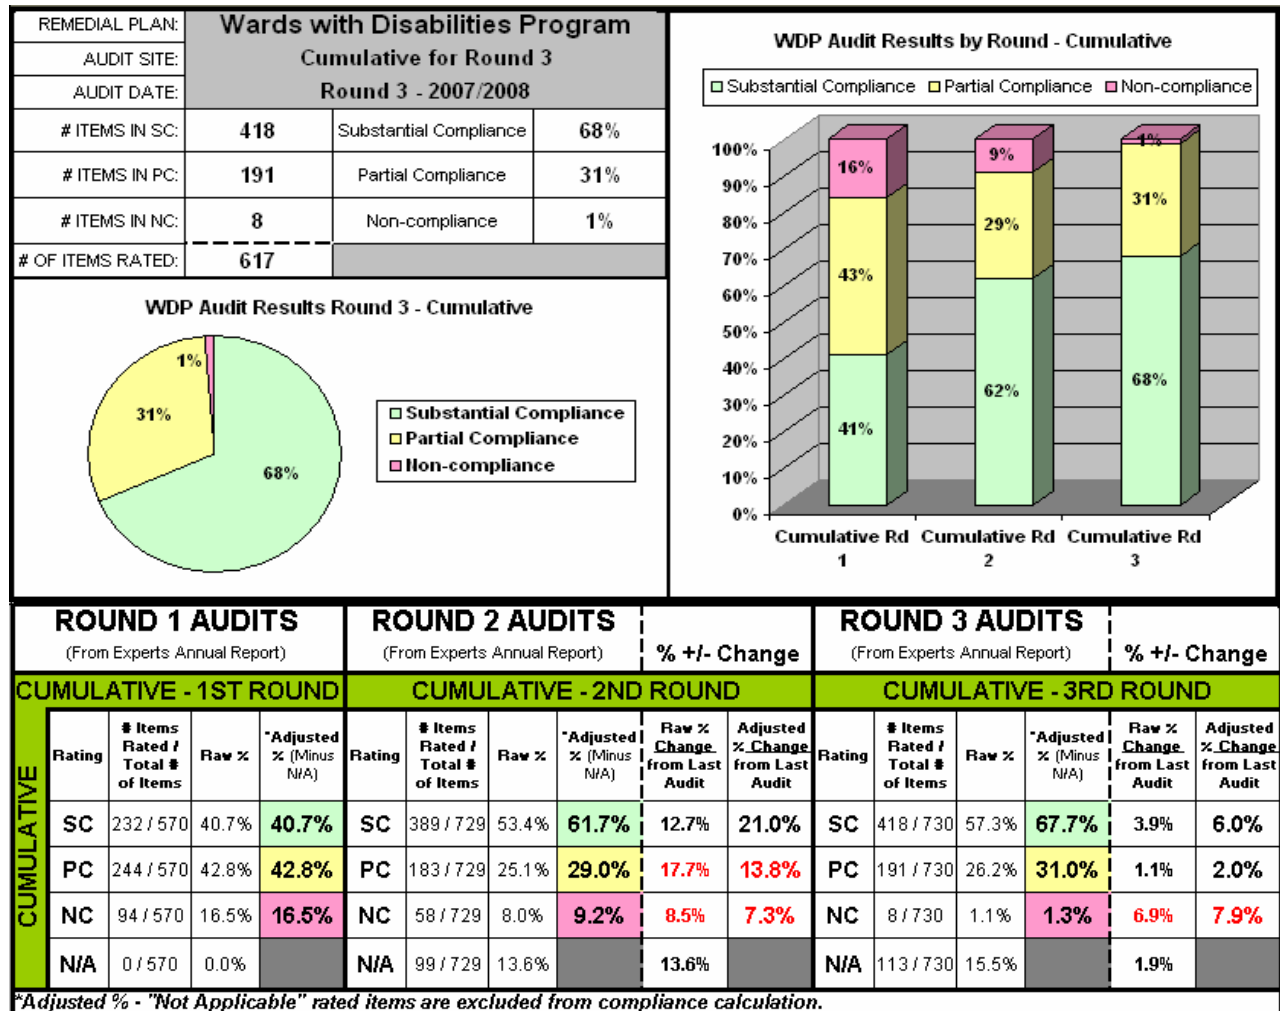 REMEDIAL PLAN: Wards with Disabilities Program
AUDIT SITE: Cumulative for Round 3
AUDIT DATE: Round 3 - 2007/2008
# ITEMS IN SC: 418 Substantial Compliance 68%
# ITEMS IN PC: 191 Partial Compliance 31%
# ITEMS IN NC: 8 Non-compliance 1%
# OF ITEMS RATED: 617
WDP Audit Results Round 3 - Cumulative
1%
31%
68%
Substantial Compliance
Partial Compliance
Non-compliance
WDP Audit Results by Round - Cumulative
Substantial Compliance Partial Compliance Non-compliance
100%
90%
80%
70%
60%
50%
40%
30%
20%
10%
0%
16% 9% 1%
43% 29% 31%
41% 62% 68%
Cumulative Rd 1
Cumulative Rd 2
Cumulative Rd 3
ROUND 1 AUDITS ROUND 2 AUDITS ROUND 3 AUDITS
(From Experts Annual Report) (From Experts Annual Report) % +/- Change (From Experts Annual Report) % +/- Change
CUMULATIVE - 1ST ROUND CUMULATIVE - 2ND ROUND CUMULATIVE - 3RD ROUND
CUMULATIVE
Rating # Items Rated / Total # of Items Raw % *Adjusted % (Minus N/A) Rating # Items Rated / Total # of Items Raw % *Adjusted % (Minus N/A) Raw % Change from Last Audit Adjusted % Change from Last Audit Rating # Items Rated / Total # of Items Raw % *Adjusted % (Minus N/A) Raw % Change from Last Audit Adjusted % Change from Last Audit
SC 232 / 570 40.7% 40.7% SC 389 / 729 53.4% 61.7% 12.7% 21.0% SC 418 / 730 57.3% 67.7% 3.9% 6.0%
PC 244 / 570 42.8% 42.8% PC 183 / 729 25.1% 29.0% 17.7% 13.8% PC 191 / 730 26.2% 31.0% 1.1% 2.0%
NC 94 / 570 16.5% 16.5% NC 58 / 729 8.0% 9.2% 8.5% 7.3% NC 8 / 730 1.1% 1.3% 6.9% 7.9%
N/A 0 / 570 0.0% N/A 99 / 729 13.6% 13.6% N/A 113 / 730 15.5% 1.9%
*Adjusted % - "Not Applicable" rated items are excluded from compliance calculation.